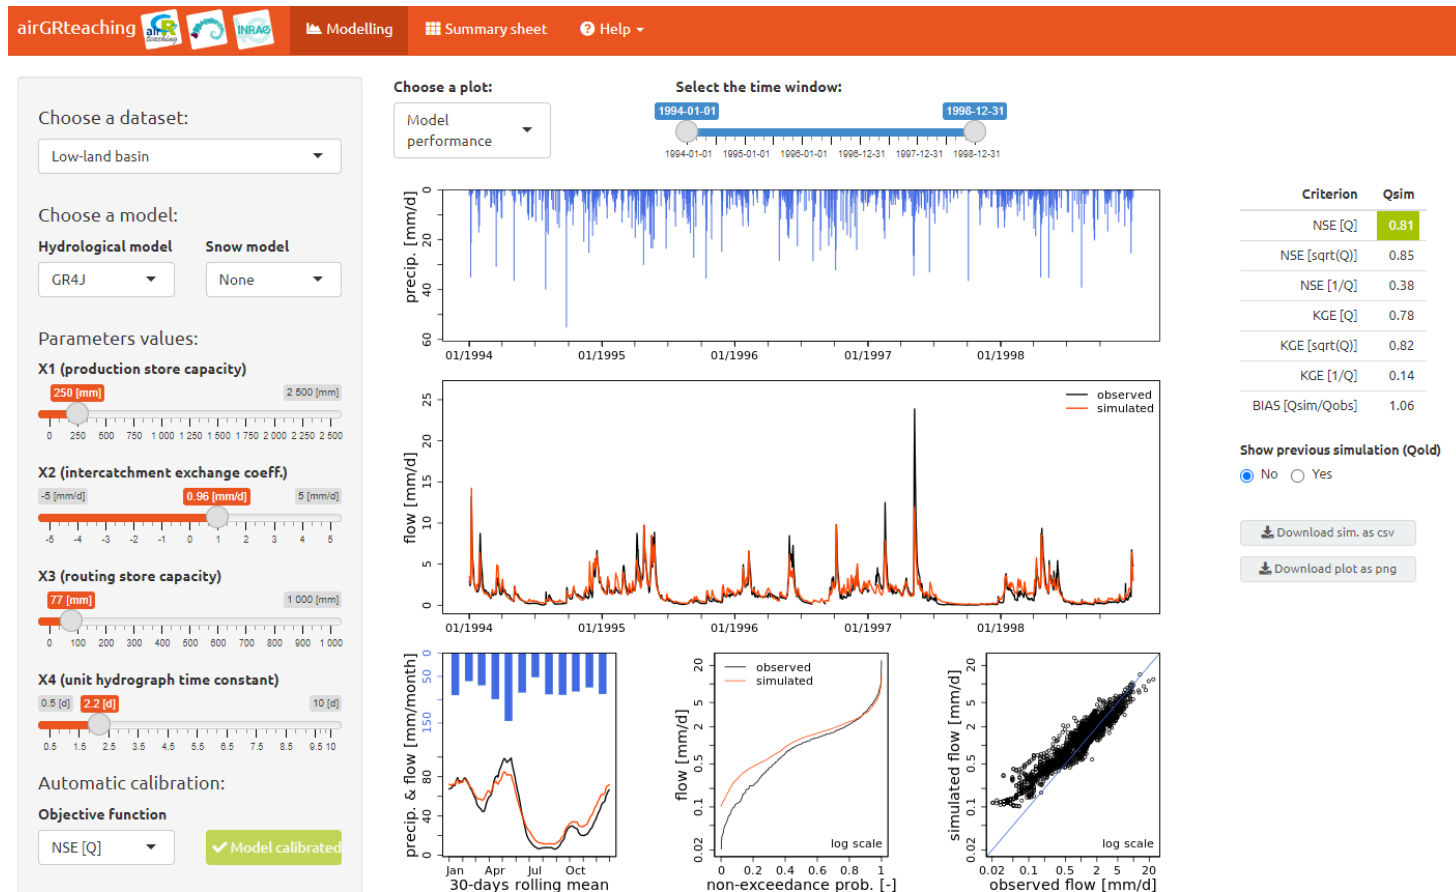 airGRteaching airGR teaching INRAE Modelling Summary sheet Help
Choose a dataset:
Low-land basin
Choose a model:
Hydrological model Snow model
GR4J None
Parameters values:
X1 (production store capacity)
250 [mm] 2 500 [mm]
0 250 500 750 1 000 1 250 1 500 1 750 2 000 2 250 2 500
X2 (intercatchment exchange coeff.)
-5 [mm/d] 0.96 [mm/d] 5 [mm/d]
-5 -4 -3 -2 -1 0 1 2 3 4 5
X3 (routing store capacity)
77 [mm] 1 000 [mm]
0 100 200 300 400 500 600 700 800 900 1 000
X4 (unit hydrograph time constant)
0.5 [d] 2.2 [d] 10 [d]
0.5 1.5 2.5 3.5 4.5 5.5 6.5 7.5 8.5 9.5 10
Automatic calibration:
Objective function
NSE [Q] Model calibrated
Choose a plot:
Model
performance
Select the time window:
1994-01-01 1998-12-31
1994-01-01 1995-01-01 1996-01-01 1996-12-31 1997-12-31 1998-12-31
precip. [mm/d]
0
20
40
60
01/1994 01/1995 01/1996 01/1997 01/1998
flow [mm/d]
25
20
15
10
5
0
observed
simulated
01/1994 01/1995 01/1996 01/1997 01/1998
precip. & flow [mm/month]
0
50
150
80
40
0
Jan Apr Jul Oct
30-days rolling mean
flow [mm/d]
20
5
2
0.5
0.1
0.02
observed
simulated
log scale
0 0.2 0.4 0.6 0.8 1
non-exceedance prob. [-]
simulated flow [mm/d]
20
5
2
0.5
0.1
0.02
log scale
0.02 0.1 0.5 2 5 20
observed flow [mm/d]
Criterion Qsim
NSE [Q] 0.81
NSE [sqrt(Q)] 0.85
NSE [1/Q] 0.38
KGE [Q] 0.78
KGE [sqrt(Q)] 0.82
KGE [1/Q] 0.14
BIAS [Qsim/Qobs] 1.06
Show previous simulation (Qold)
No Yes
Download sim. as csv
Download plot as png